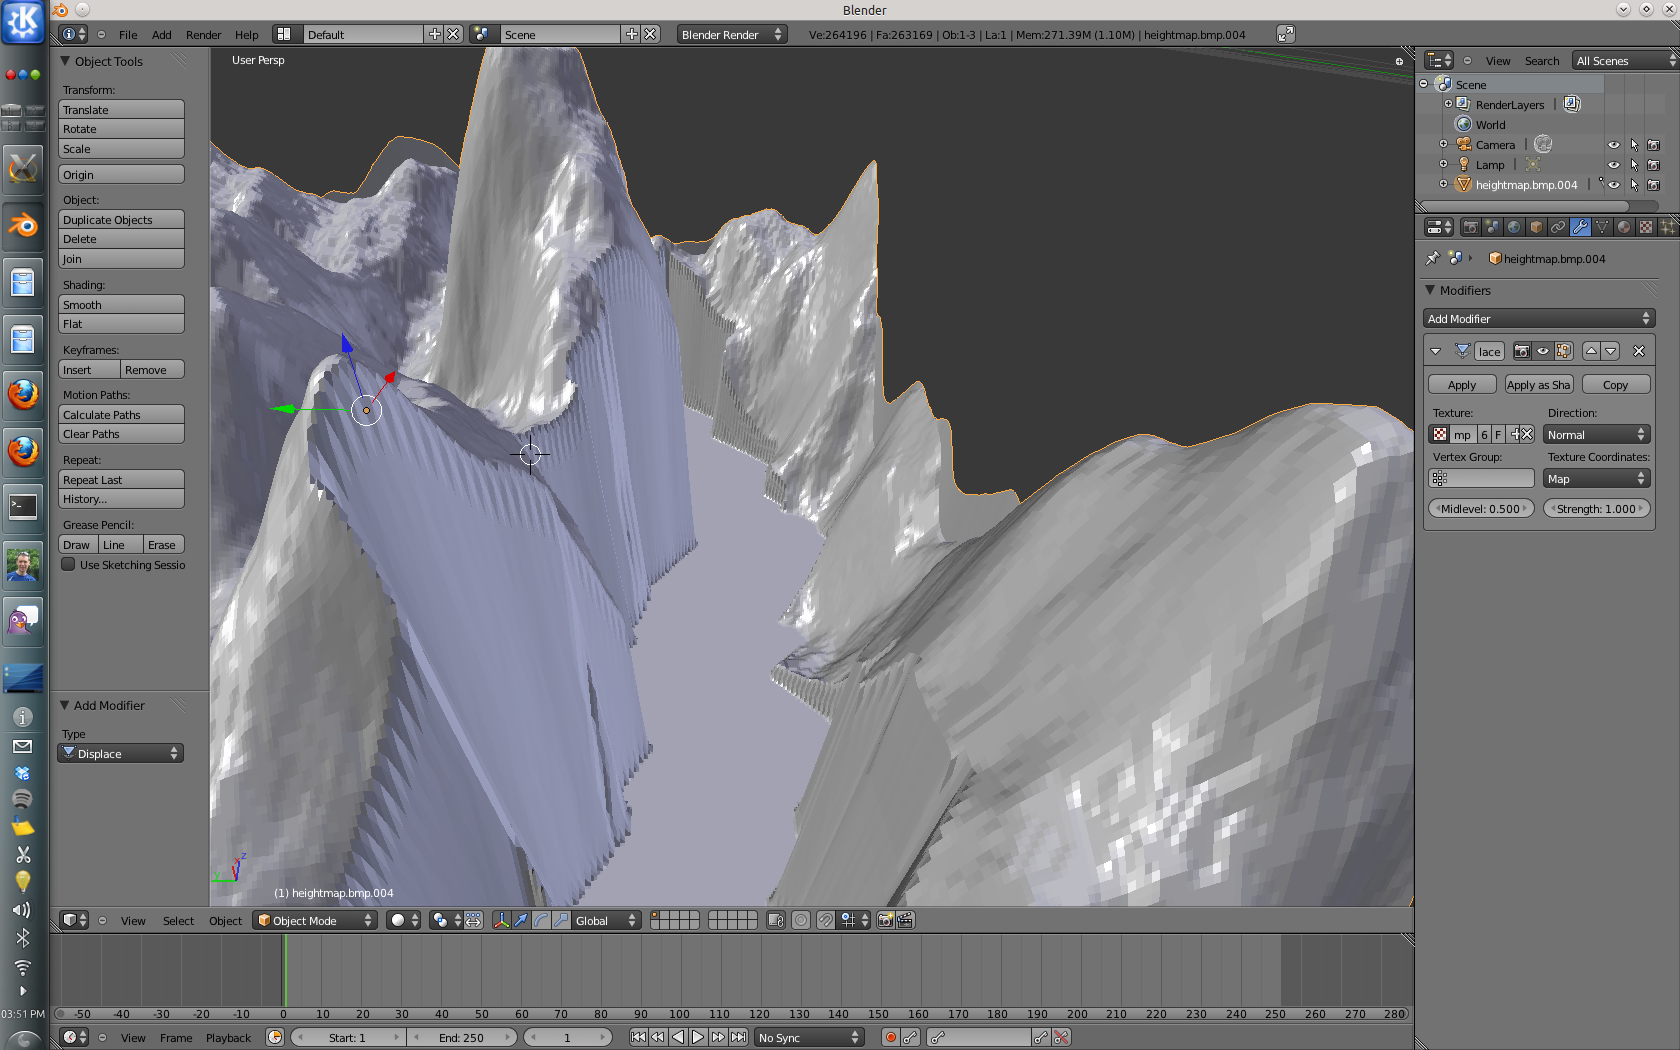 Blender
File Add Render Help Default Scene Blender Render Ve:264196 | Fa:263169 | Ob:1-3 | La:1 | Mem:271.39M (1.10M) | heightmap.bmp.004
Object Tools
Transform:
Translate
Rotate
Scale
Origin
Object:
Duplicate Objects
Delete
Join
Shading:
Smooth
Flat
Keyframes:
Insert Remove
Motion Paths:
Calculate Paths
Clear Paths
Repeat:
Repeat Last
History...
Grease Pencil:
Draw Line Erase
Use Sketching Sessio
Add Modifier
Type
Displace
User Persp
(1) heightmap.bmp.004
View Select Object Object Mode Global
View Search All Scenes
Scene
RenderLayers |
World
Camera |
Lamp |
heightmap.bmp.004 |
heightmap.bmp.004
Modifiers
Add Modifier
lace
Apply Apply as Sha Copy
Texture: Direction:
mp 6 F Normal
Vertex Group: Texture Coordinates:
Map
Midlevel: 0.500 Strength: 1.000
-50 -40 -30 -20 -10 0 10 20 30 40 50 60 70 80 90 100 110 120 130 140 150 160 170 180 190 200 210 220 230 240 250 260 270 280
View Frame Playback Start: 1 End: 250 1 No Sync
03:51 PM